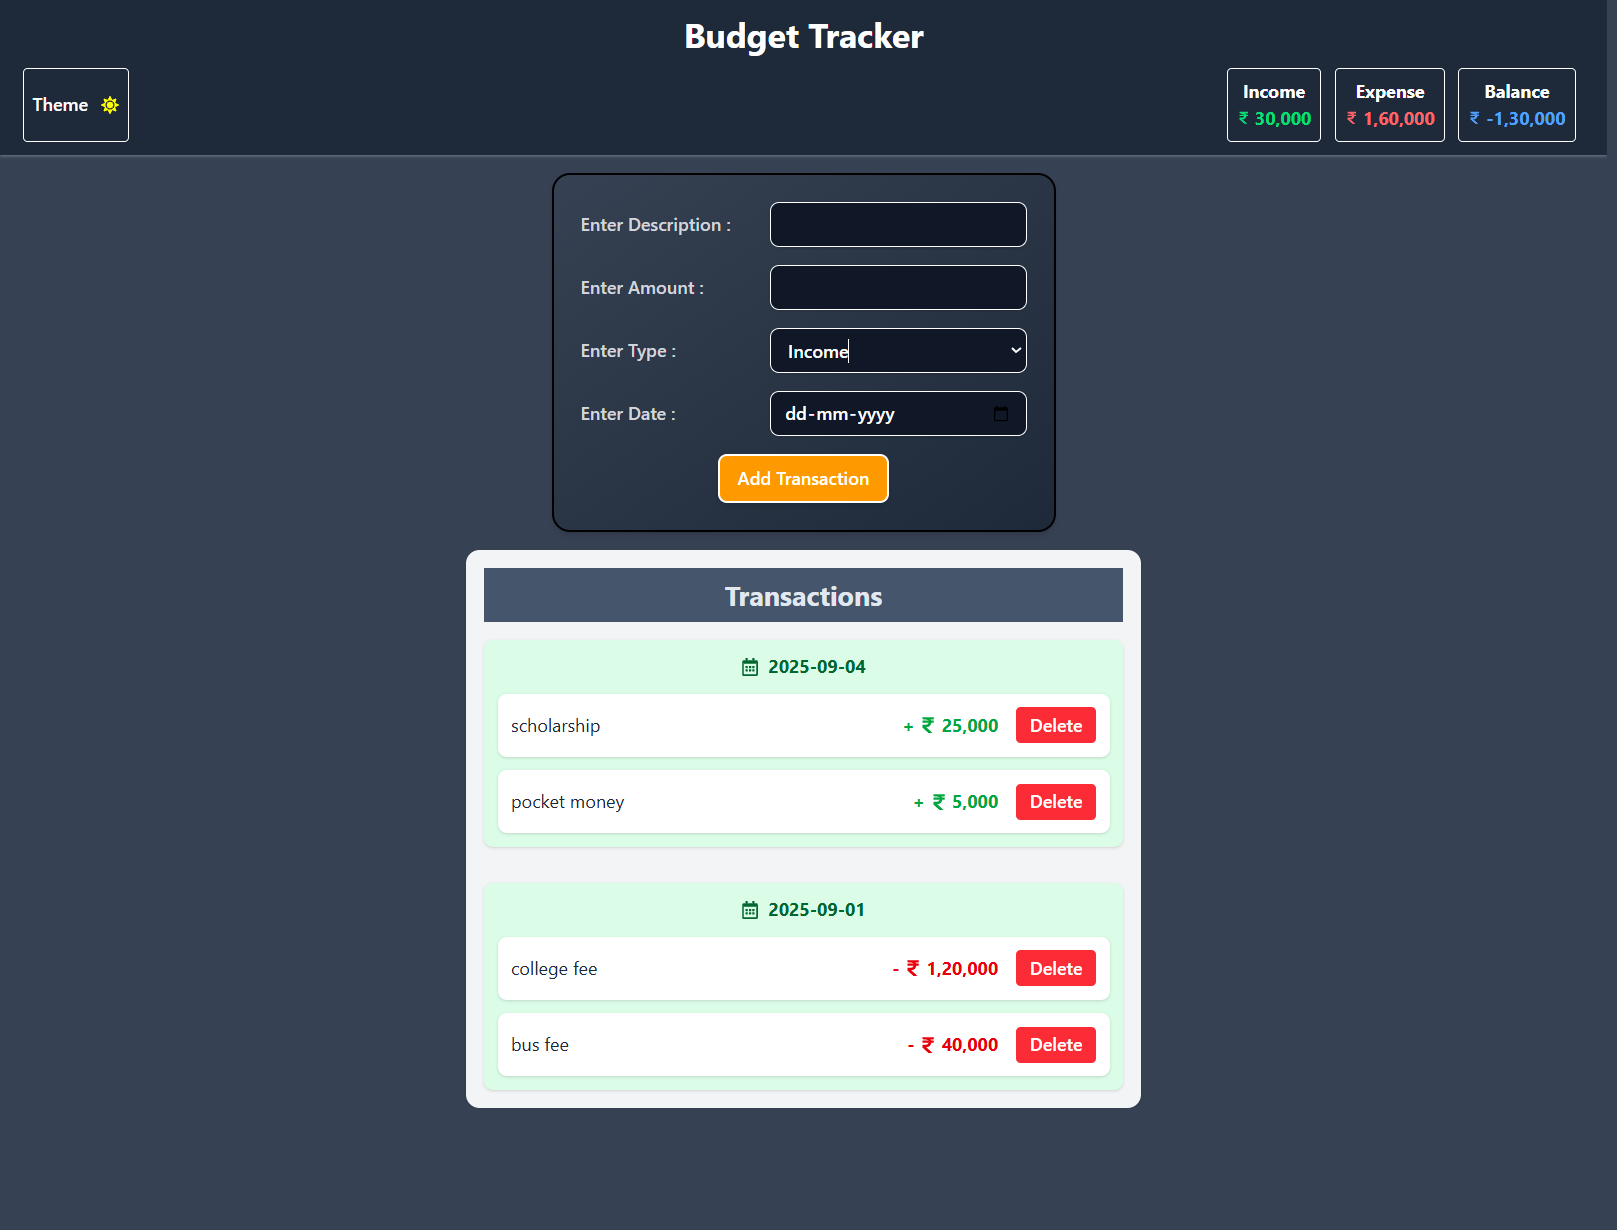 Budget Tracker
Theme
Income
₹ 30,000
Expense
₹ 1,60,000
Balance
₹ -1,30,000
Enter Description :
Enter Amount :
Enter Type :
Income
Enter Date :
dd-mm-yyyy
Add Transaction
Transactions
2025-09-04
scholarship + ₹ 25,000 Delete
pocket money + ₹ 5,000 Delete
2025-09-01
college fee - ₹ 1,20,000 Delete
bus fee - ₹ 40,000 Delete